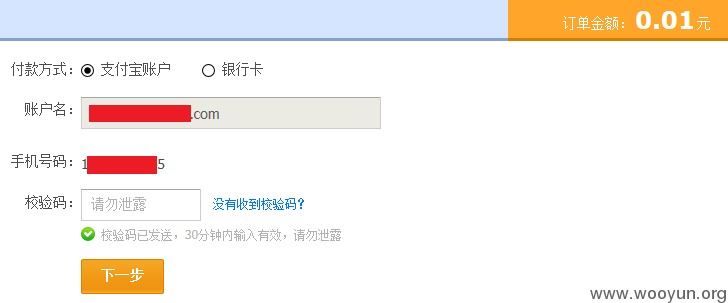 订单金额：0.01元
付款方式： 支付宝账户 银行卡
账户名： .com
手机号码：1 5
校验码： 请勿泄露 没有收到校验码？
校验码已发送，30分钟内输入有效，请勿泄露
下一步
www.wooyun.org